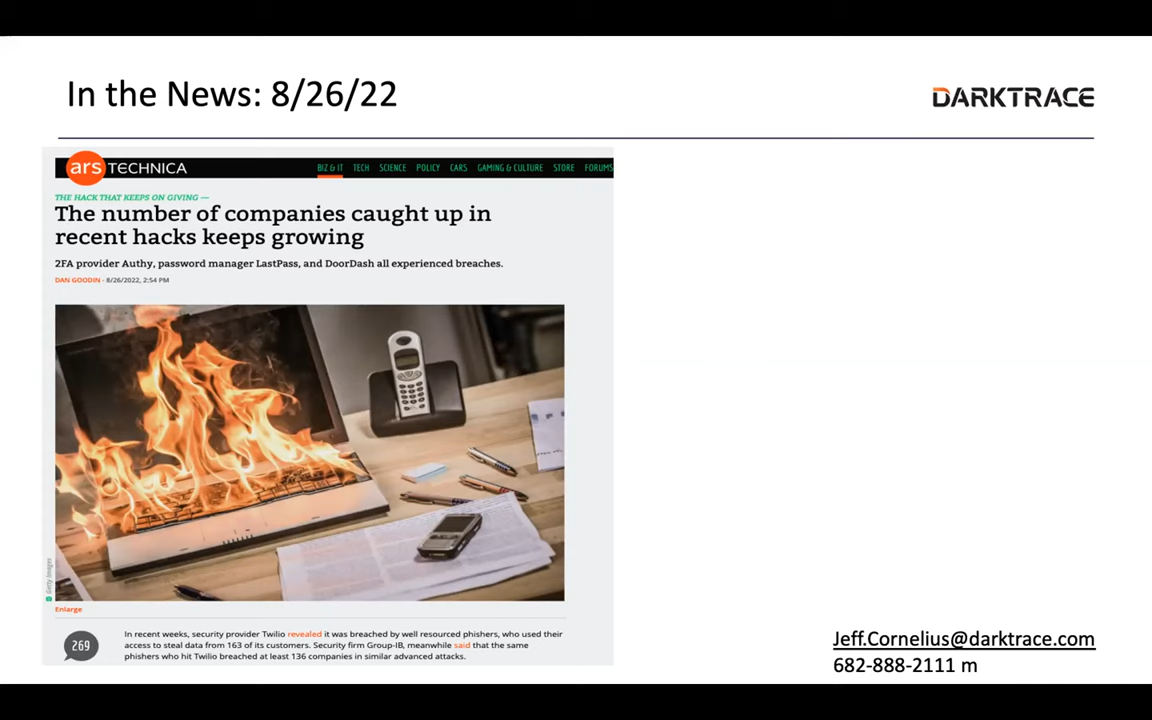 In the News: 8/26/22
DARKTRACE
ars TECHNICA
BIZ & IT TECH SCIENCE POLICY CARS GAMING & CULTURE STORE FORUMS
THE HACK THAT KEEPS ON GIVING —
The number of companies caught up in
recent hacks keeps growing
2FA provider Authy, password manager LastPass, and DoorDash all experienced breaches.
DAN GOODIN - 8/26/2022, 2:54 PM
Getty Images
Enlarge
269
In recent weeks, security provider Twilio revealed it was breached by well resourced phishers, who used their
access to steal data from 163 of its customers. Security firm Group-IB, meanwhile said that the same
phishers who hit Twilio breached at least 136 companies in similar advanced attacks.
Jeff.Cornelius@darktrace.com
682-888-2111 m